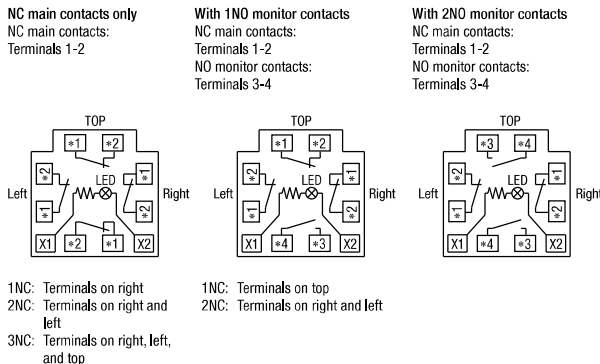 NC main contacts only
NC main contacts:
Terminals 1-2
With 1NO monitor contacts
NC main contacts:
Terminals 1-2
NO monitor contacts:
Terminals 3-4
With 2NO monitor contacts
NC main contacts:
Terminals 1-2
NO monitor contacts:
Terminals 3-4
TOP
*1 *2
*2 LED *1
Left Right
*1 *2
X1 *2 *1 X2
TOP
*1 *2
*2 LED *1
Left Right
*1 *2
X1 *4 *3 X2
TOP
*3 *4
*2 LED *1
Left Right
*1 *2
X1 *4 *3 X2
1NC: Terminals on right
2NC: Terminals on right and
left
3NC: Terminals on right, left,
and top
1NC: Terminals on top
2NC: Terminals on right and left